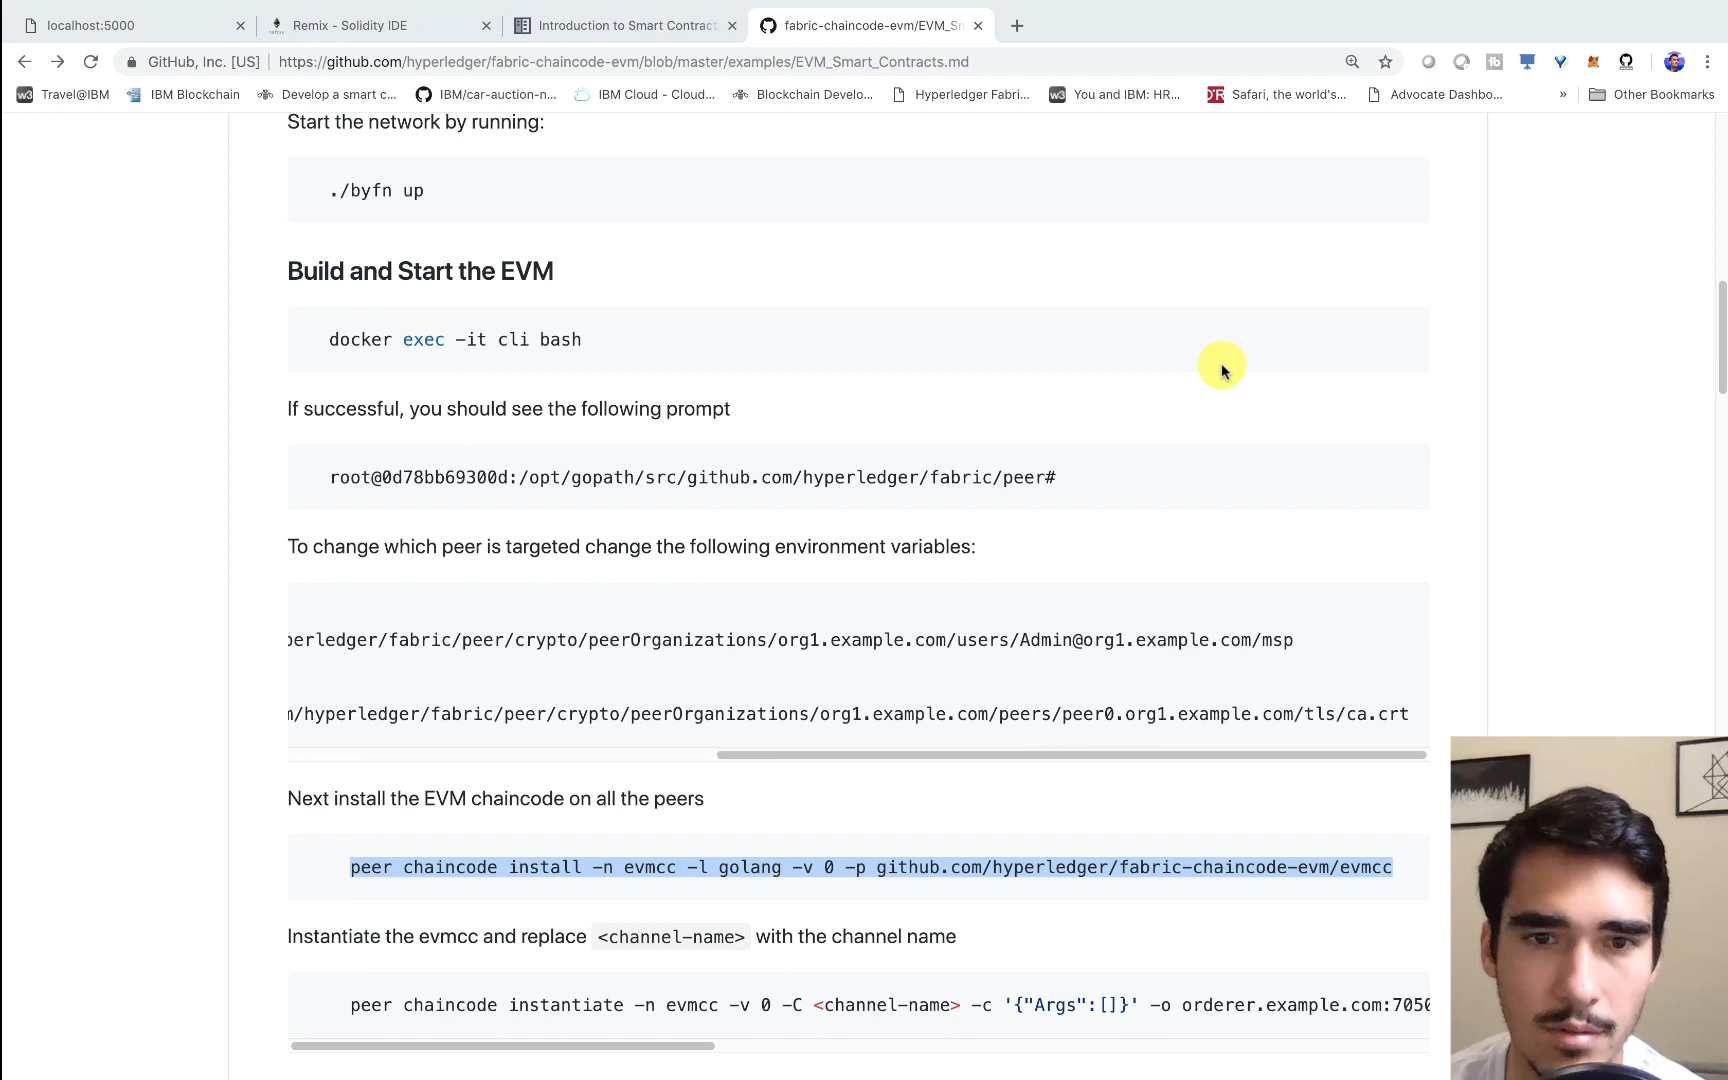 localhost:5000
Remix - Solidity IDE
Introduction to Smart Contract
fabric-chaincode-evm/EVM_Sn
GitHub, Inc. [US] | https://github.com/hyperledger/fabric-chaincode-evm/blob/master/examples/EVM_Smart_Contracts.md
Travel@IBM
IBM Blockchain
Develop a smart c...
IBM/car-auction-n...
IBM Cloud - Cloud...
Blockchain Develo...
Hyperledger Fabri...
You and IBM: HR...
Safari, the world's...
Advocate Dashbo...
» Other Bookmarks
Start the network by running:
./byfn up
Build and Start the EVM
docker exec -it cli bash
If successful, you should see the following prompt
root@0d78bb69300d:/opt/gopath/src/github.com/hyperledger/fabric/peer#
To change which peer is targeted change the following environment variables:
perledger/fabric/peer/crypto/peerOrganizations/org1.example.com/users/Admin@org1.example.com/msp
m/hyperledger/fabric/peer/crypto/peerOrganizations/org1.example.com/peers/peer0.org1.example.com/tls/ca.crt
Next install the EVM chaincode on all the peers
peer chaincode install -n evmcc -l golang -v 0 -p github.com/hyperledger/fabric-chaincode-evm/evmcc
Instantiate the evmcc and replace <channel-name> with the channel name
peer chaincode instantiate -n evmcc -v 0 -C <channel-name> -c '{"Args":[]}' -o orderer.example.com:7050